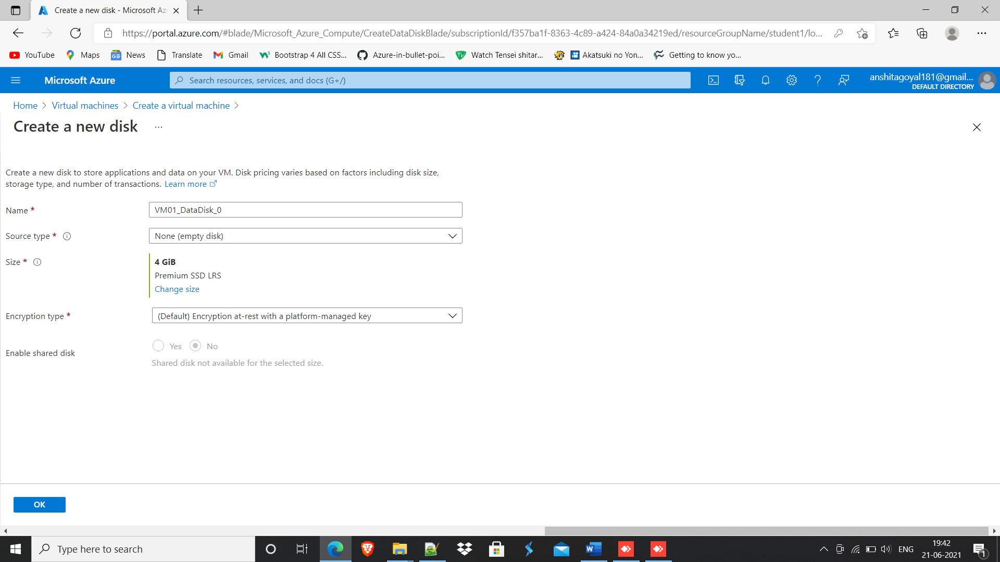 Create a new disk - Microsoft Az
https://portal.azure.com/#blade/Microsoft_Azure_Compute/CreateDataDiskBlade/subscriptionId/f357ba1f-8363-4c89-a424-84a0a34219ed/resourceGroupName/student1/lo...
YouTube Maps News Translate Gmail Bootstrap 4 All CSS... Azure-in-bullet-poi... Watch Tensei shitar... Akatsuki no Yon... Getting to know yo...
Microsoft Azure
Search resources, services, and docs (G+/)
anshitagoyal181@gmail...
DEFAULT DIRECTORY
Home > Virtual machines > Create a virtual machine >
Create a new disk ...
Create a new disk to store applications and data on your VM. Disk pricing varies based on factors including disk size,
storage type, and number of transactions. Learn more
Name *
VM01_DataDisk_0
Source type *
None (empty disk)
Size *
4 GiB
Premium SSD LRS
Change size
Encryption type *
(Default) Encryption at-rest with a platform-managed key
Enable shared disk
Yes No
Shared disk not available for the selected size.
OK
Type here to search
ENG
19:42
21-06-2021
1